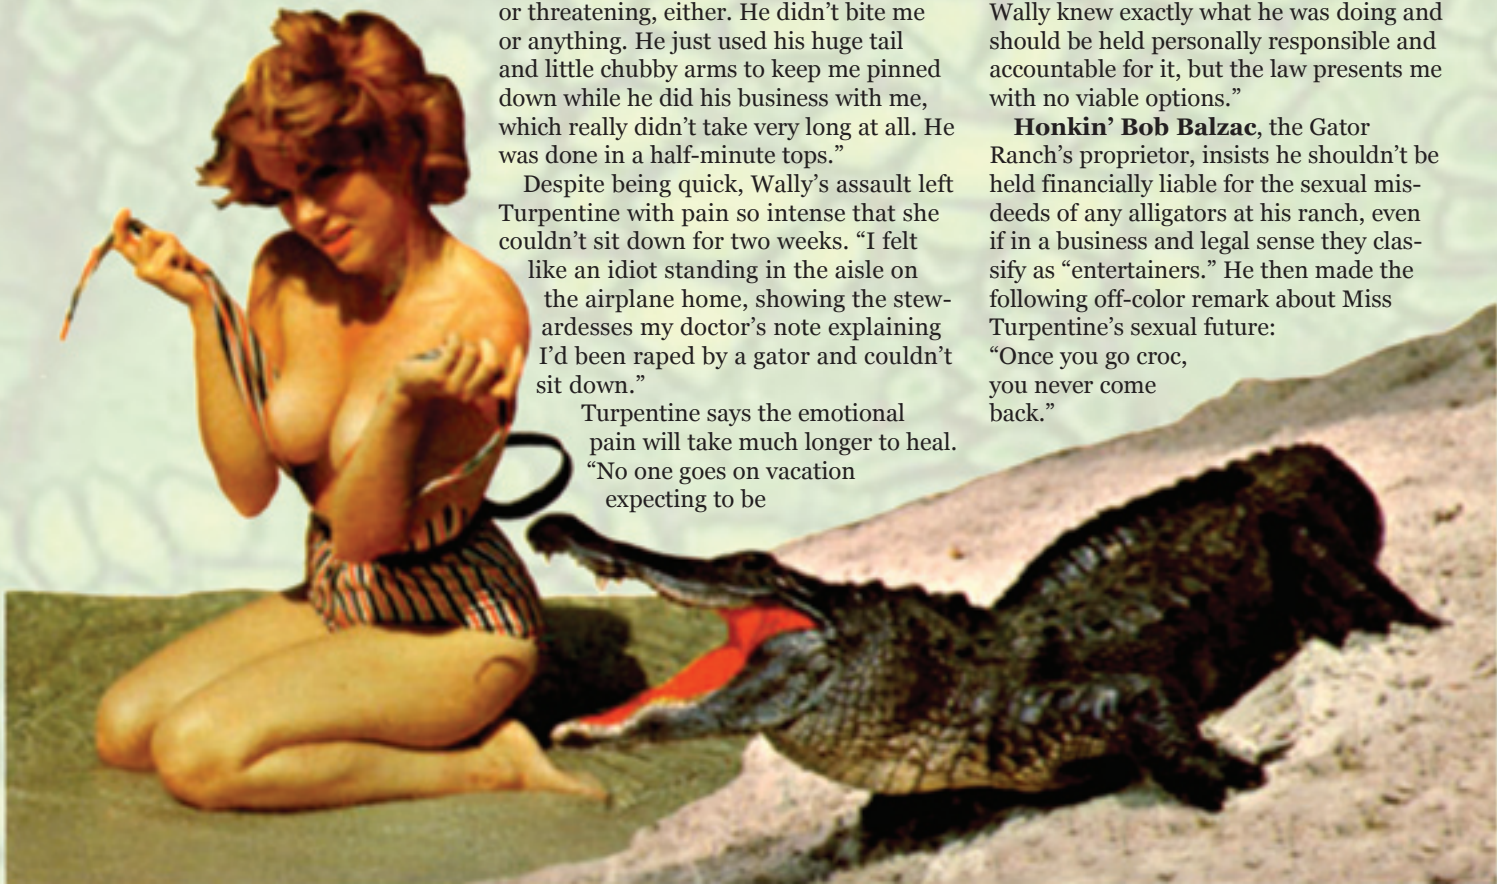 or threatening, either. He didn’t bite me
or anything. He just used his huge tail
and little chubby arms to keep me pinned
down while he did his business with me,
which really didn’t take very long at all. He
was done in a half-minute tops.”
Despite being quick, Wally’s assault left
Turpentine with pain so intense that she
couldn’t sit down for two weeks. “I felt
like an idiot standing in the aisle on
the airplane home, showing the stew-
ardesses my doctor’s note explaining
I’d been raped by a gator and couldn’t
sit down.”
Turpentine says the emotional
pain will take much longer to heal.
“No one goes on vacation
expecting to be
Wally knew exactly what he was doing and
should be held personally responsible and
accountable for it, but the law presents me
with no viable options.”
Honkin’ Bob Balzac, the Gator
Ranch’s proprietor, insists he shouldn’t be
held financially liable for the sexual mis-
deeds of any alligators at his ranch, even
if in a business and legal sense they clas-
sify as “entertainers.” He then made the
following off-color remark about Miss
Turpentine’s sexual future:
“Once you go croc,
you never come
back.”